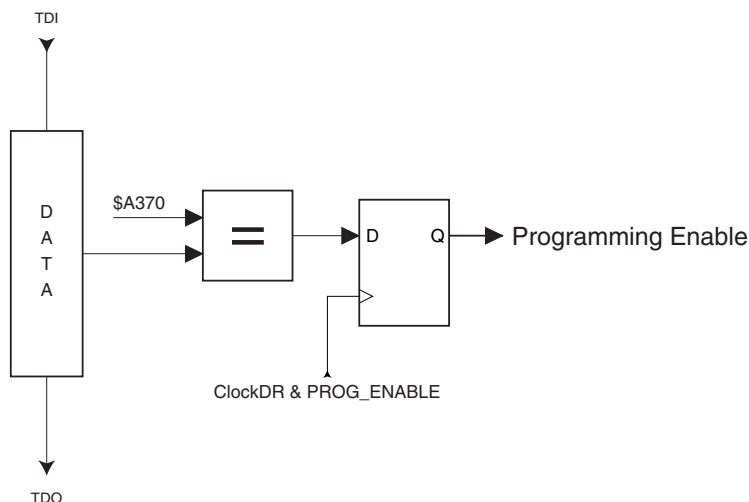 TDI
D
A
T
A
$A370
=
D Q
Programming Enable
ClockDR & PROG_ENABLE
TDO